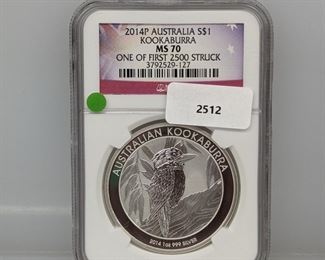 2014P AUSTRALIA S$1
KOOKABURRA
MS 70
ONE OF FIRST 2500 STRUCK
3792529-127
2512
AUSTRALIAN KOOKABURRA
2014 1oz 999 SILVER